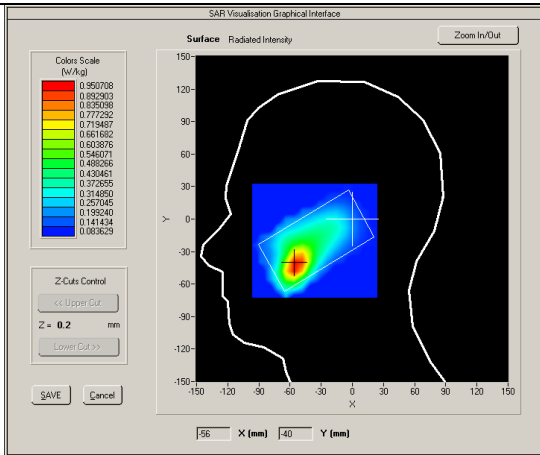 SAR Visualisation Graphical Interface
Surface Radiated Intensity
Zoom In/Out
Colors Scale
(W/kg)
0.950708
0.892903
0.835098
0.777292
0.719487
0.661682
0.603876
0.546071
0.488266
0.430461
0.372655
0.314850
0.257045
0.199240
0.141434
0.083629
150
120
90
60
30
0
-30
-60
-90
-120
-150
Y
-150 -120 -90 -60 -30 0 30 60 90 120 150
X
Z-Cuts Control
<< Upper Cut
Z = 0.2 mm
Lower Cut >>
SAVE Cancel
-56 X (mm) -40 Y (mm)